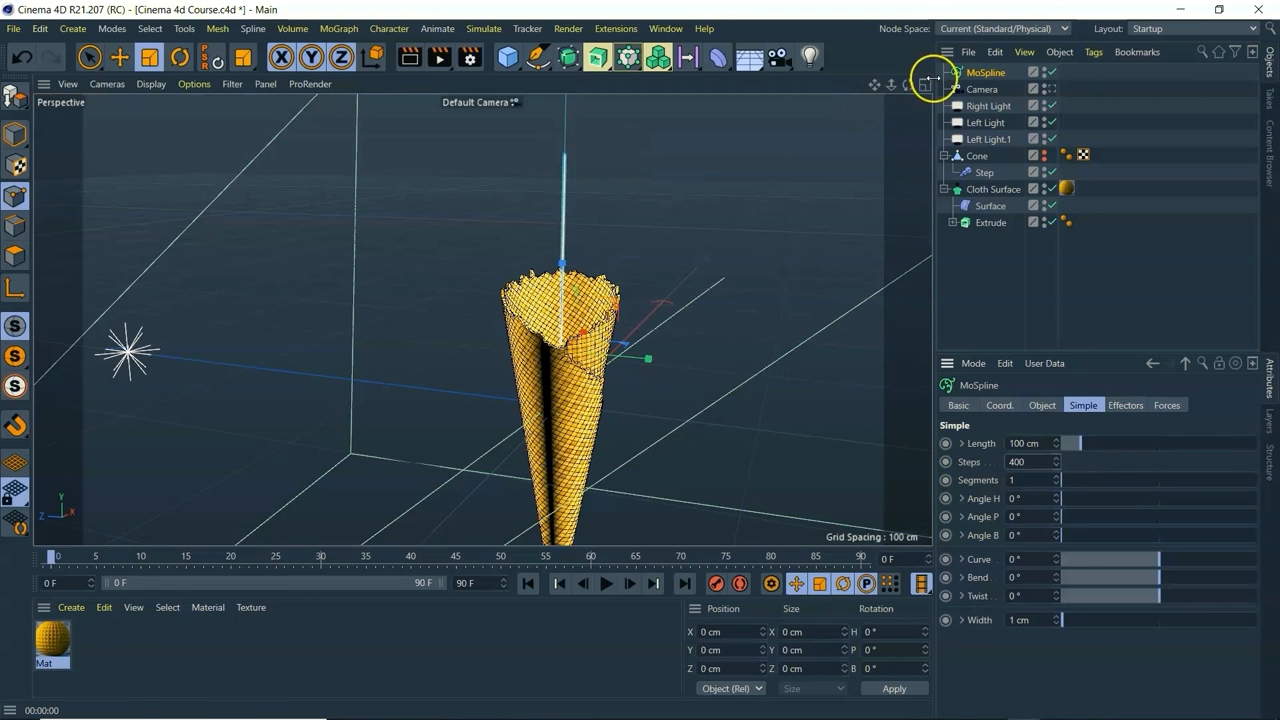 Cinema 4D R21.207 (RC) - [Cinema 4d Course.c4d *] - Main
File Edit Create Modes Select Tools Mesh Spline Volume MoGraph Character Animate Simulate Render Extensions Window Help
Node Space: Current (Standard/Physical) Layout: Startup
File Edit View Object Tags Bookmarks
View Cameras Display Options Filter Panel ProRender
Perspective
Default Camera
MoSpline
Camera
Right Light
Left Light
Left Light.1
Cone
Step
Cloth Surface
Surface
Extrude
Objects
Takes
Content Browser
Mode Edit User Data
MoSpline
Basic Coord. Object Simple Effectors Forces
Simple
Length 100 cm
Steps . . . 400
Segments 1
Angle H 0 °
Angle P 0 °
Angle B 0 °
Curve . 0 °
Bend . . 0 °
Twist . . 0 °
Width . 1 cm
Attributes
Layers
Structure
Y
Z
X
Grid Spacing : 100 cm
0 5 10 15 20 25 30 35 40 45 50 55 60 65 70 75 80 85 90 0 F
0 F 0 F 90 F 90 F
Create Edit View Select Material Texture
Mat
Position Size Rotation
X 0 cm X 0 cm H 0 °
Y 0 cm Y 0 cm P 0 °
Z 0 cm Z 0 cm B 0 °
Object (Rel) Size Apply
00:00:00